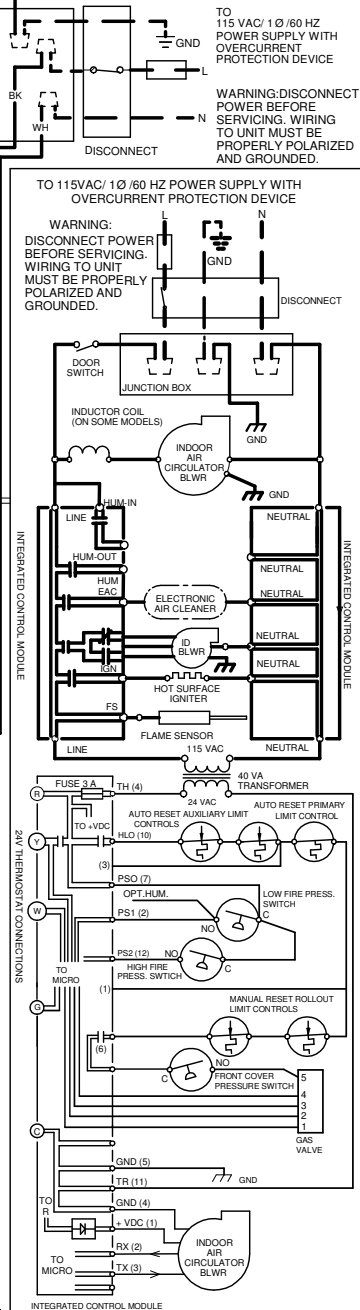 TO
115 VAC/ 1Ø /60 HZ
POWER SUPPLY WITH
OVERCURRENT
PROTECTION DEVICE
GND
L
BK
WARNING:DISCONNECT
POWER BEFORE
SERVICING. WIRING
TO UNIT MUST BE
PROPERLY POLARIZED
AND GROUNDED.
N
WH
DISCONNECT
TO 115VAC/ 1Ø /60 HZ POWER SUPPLY WITH
OVERCURRENT PROTECTION DEVICE
WARNING:
DISCONNECT POWER
BEFORE SERVICING.
WIRING TO UNIT
MUST BE PROPERLY
POLARIZED AND
GROUNDED.
L
N
GND
DISCONNECT
DOOR
SWITCH
JUNCTION BOX
GND
INDUCTOR COIL
(ON SOME MODELS)
INDOOR
AIR
CIRCULATOR
BLWR
GND
HUM-IN
LINE
NEUTRAL
HUM-OUT
HUM
NEUTRAL
EAC
ELECTRONIC
AIR CLEANER
NEUTRAL
INTEGRATED CONTROL MODULE
INTEGRATED CONTROL MODULE
ID
BLWR
NEUTRAL
IGN
NEUTRAL
HOT SURFACE
IGNITER
FS
FLAME SENSOR
LINE
115 VAC
NEUTRAL
40 VA
TRANSFORMER
24 VAC
FUSE 3 A
TH (4)
R
TO +VDC
AUTO RESET AUXILIARY LIMIT
CONTROLS
AUTO RESET PRIMARY
LIMIT CONTROL
HLO (10)
Y
(3)
PSO (7)
OPT.HUM.
LOW FIRE PRESS.
SWITCH
W
PS1 (2)
NO
C
24V THERMOSTAT CONNECTIONS
PS2 (12)
NO
C
HIGH FIRE
PRESS. SWTICH
TO
MICRO
(1)
G
MANUAL RESET ROLLOUT
LIMIT CONTROLS
(6)
NO
C
FRONT COVER
PRESSURE SWITCH
5
4
3
2
1
GAS
VALVE
C
GND (5)
GND
TR (11)
TO
R
GND (4)
+ VDC (1)
RX (2)
TO
MICRO
TX (3)
INDOOR
AIR
CIRCULATOR
BLWR
INTEGRATED CONTROL MODULE